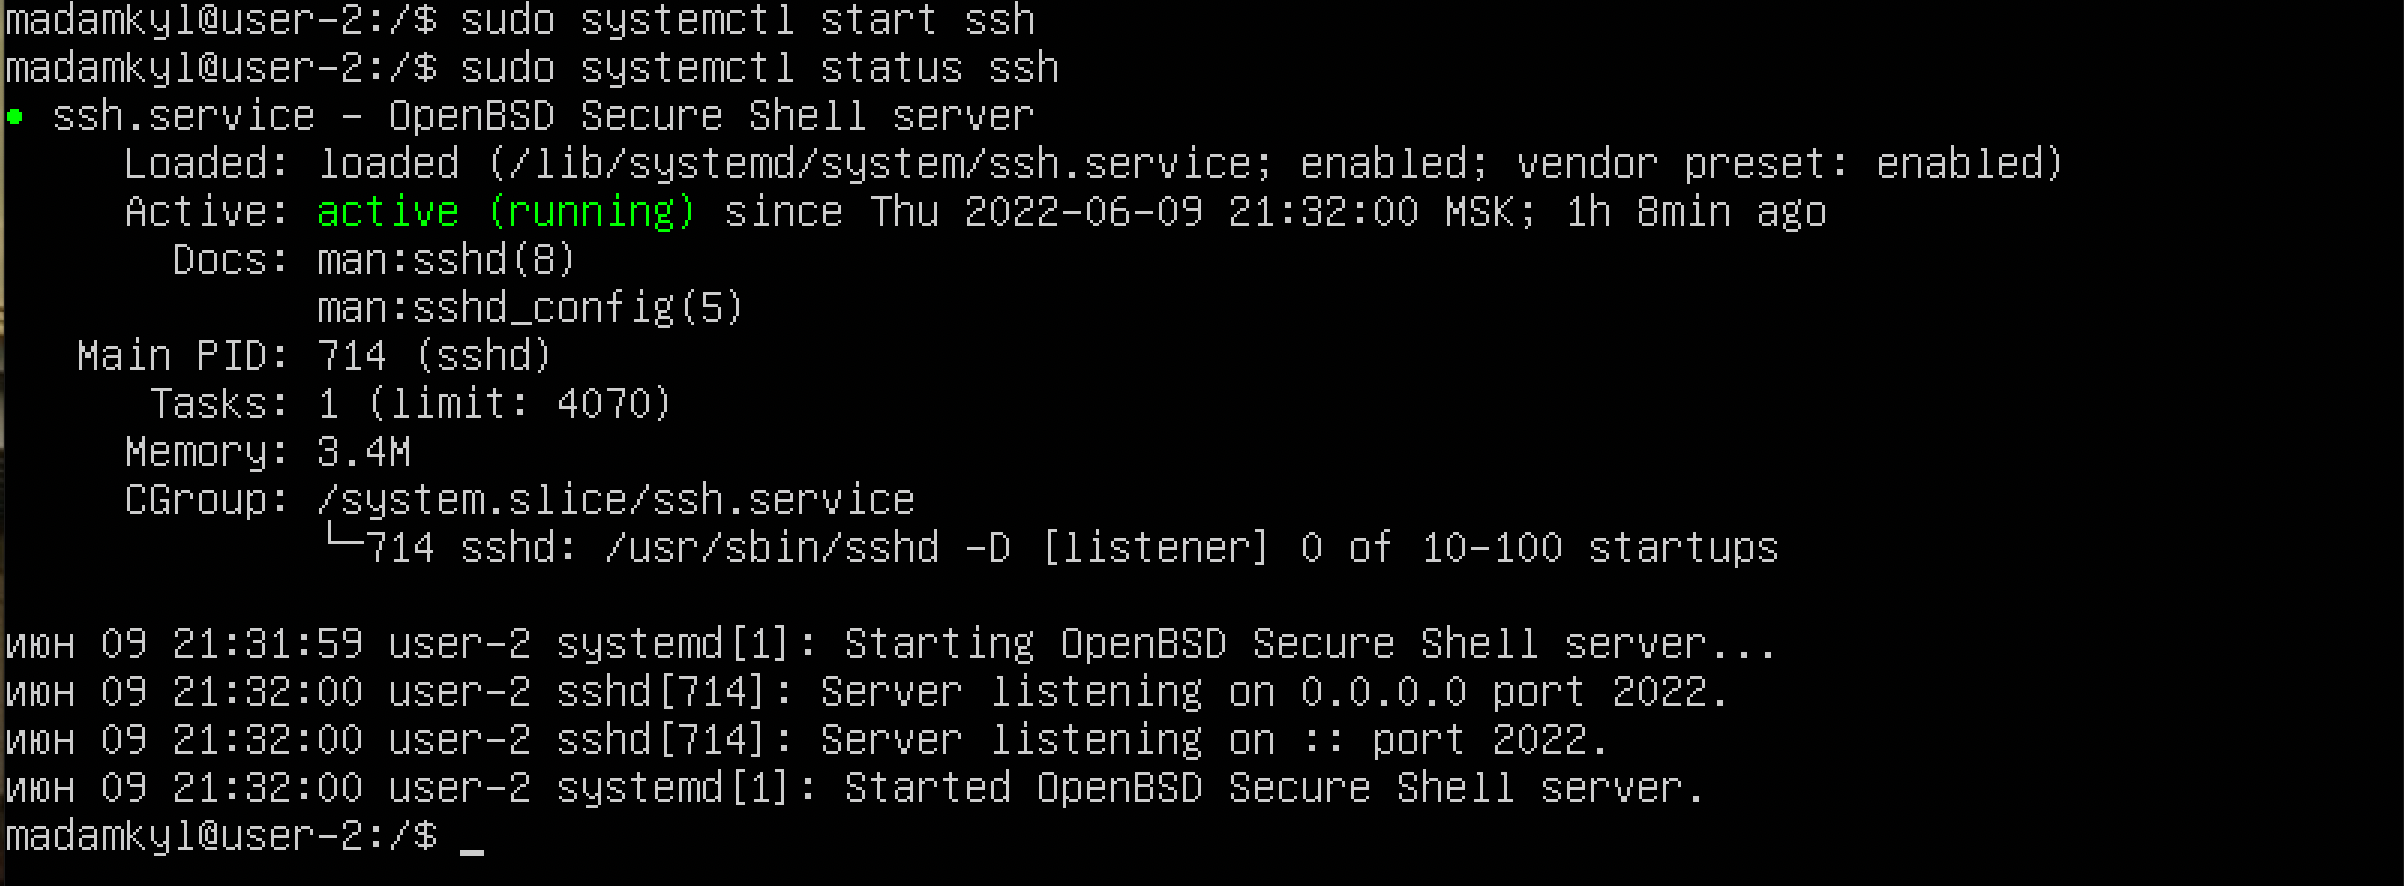 madamkyl@user-2:/$ sudo systemctl start ssh
madamkyl@user-2:/$ sudo systemctl status ssh
● ssh.service - OpenBSD Secure Shell server
     Loaded: loaded (/lib/systemd/system/ssh.service; enabled; vendor preset: enabled)
     Active: active (running) since Thu 2022-06-09 21:32:00 MSK; 1h 8min ago
       Docs: man:sshd(8)
             man:sshd_config(5)
   Main PID: 714 (sshd)
      Tasks: 1 (limit: 4070)
     Memory: 3.4M
     CGroup: /system.slice/ssh.service
             └─714 sshd: /usr/sbin/sshd -D [listener] 0 of 10-100 startups

июн 09 21:31:59 user-2 systemd[1]: Starting OpenBSD Secure Shell server...
июн 09 21:32:00 user-2 sshd[714]: Server listening on 0.0.0.0 port 2022.
июн 09 21:32:00 user-2 sshd[714]: Server listening on :: port 2022.
июн 09 21:32:00 user-2 systemd[1]: Started OpenBSD Secure Shell server.
madamkyl@user-2:/$ _